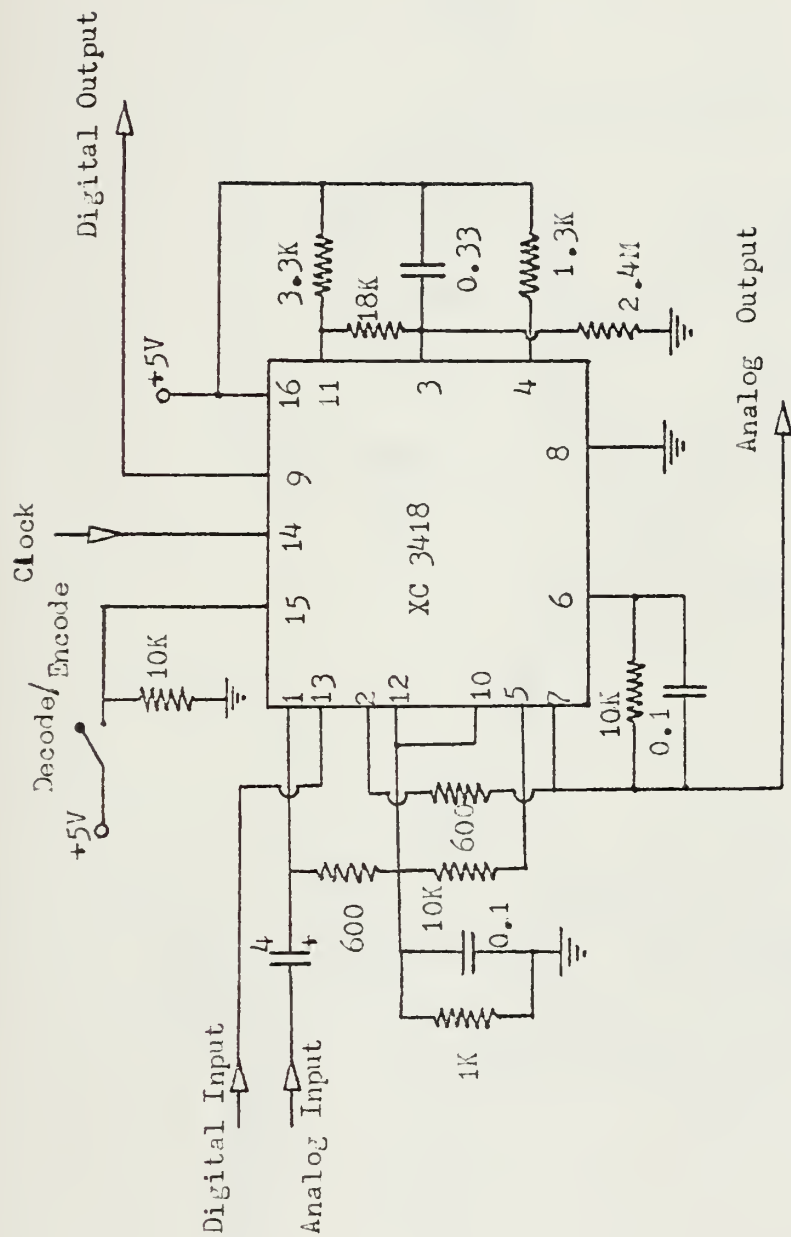 Digital Output
Clock
Decode/Encode
+5V
+5V
10K
15
14
9
16
1
13
2
12
10
5
7
11
3
4
6
8
XC 3418
3.3K
18K
0.33
1.3K
2.4M
Digital Input
Analog Input
4
+
600
600
10K
0.1
1K
10K
0.1
Analog Output